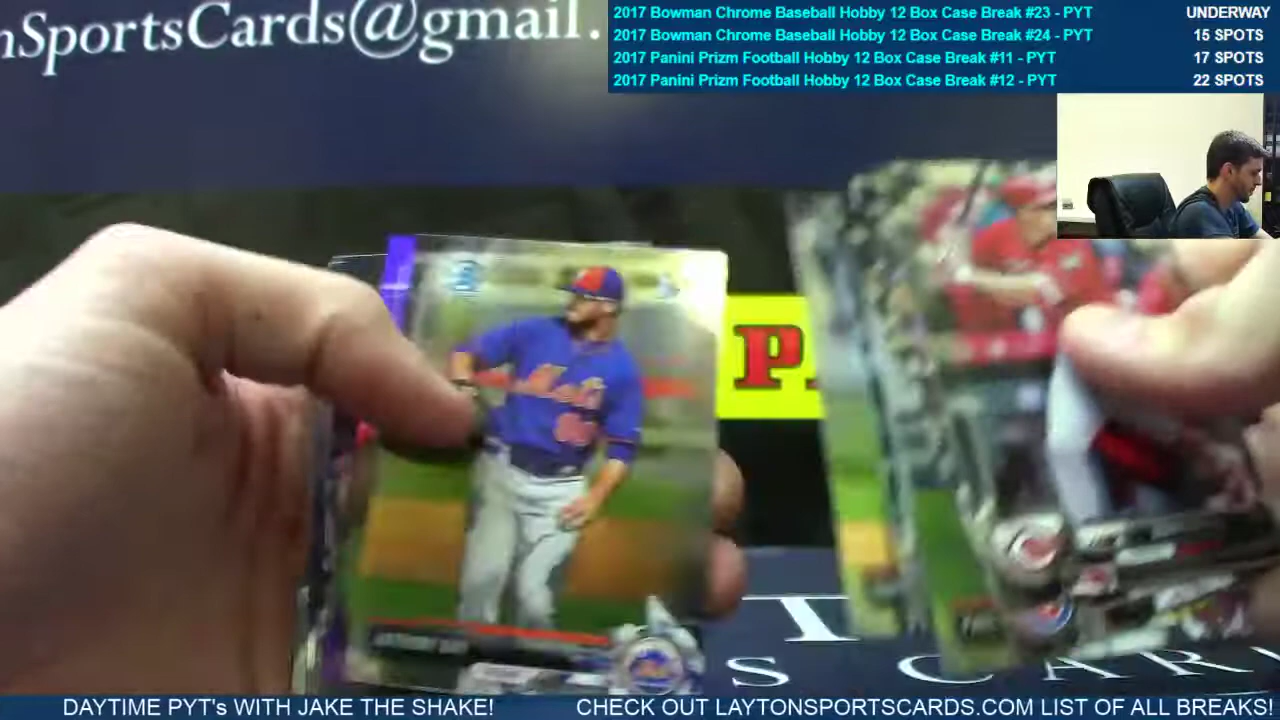 nSportsCards@gmail.
2017 Bowman Chrome Baseball Hobby 12 Box Case Break #23 - PYT UNDERWAY
2017 Bowman Chrome Baseball Hobby 12 Box Case Break #24 - PYT 15 SPOTS
2017 Panini Prizm Football Hobby 12 Box Case Break #11 - PYT 17 SPOTS
2017 Panini Prizm Football Hobby 12 Box Case Break #12 - PYT 22 SPOTS
Mets
DAYTIME PYT's WITH JAKE THE SHAKE! CHECK OUT LAYTONSPORTSCARDS.COM LIST OF ALL BREAKS!